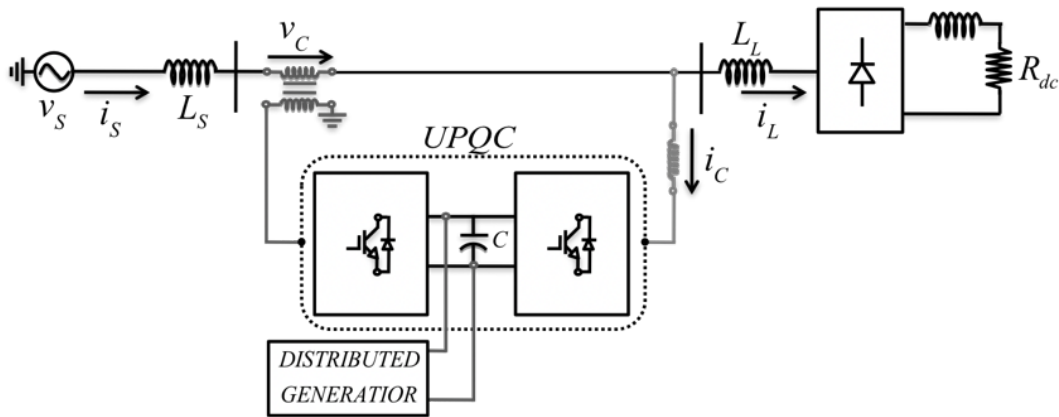 v_C
L_L
R_dc
v_S
i_S
L_S
i_L
UPQC
i_C
C
DISTRIBUTED
GENERATIOR